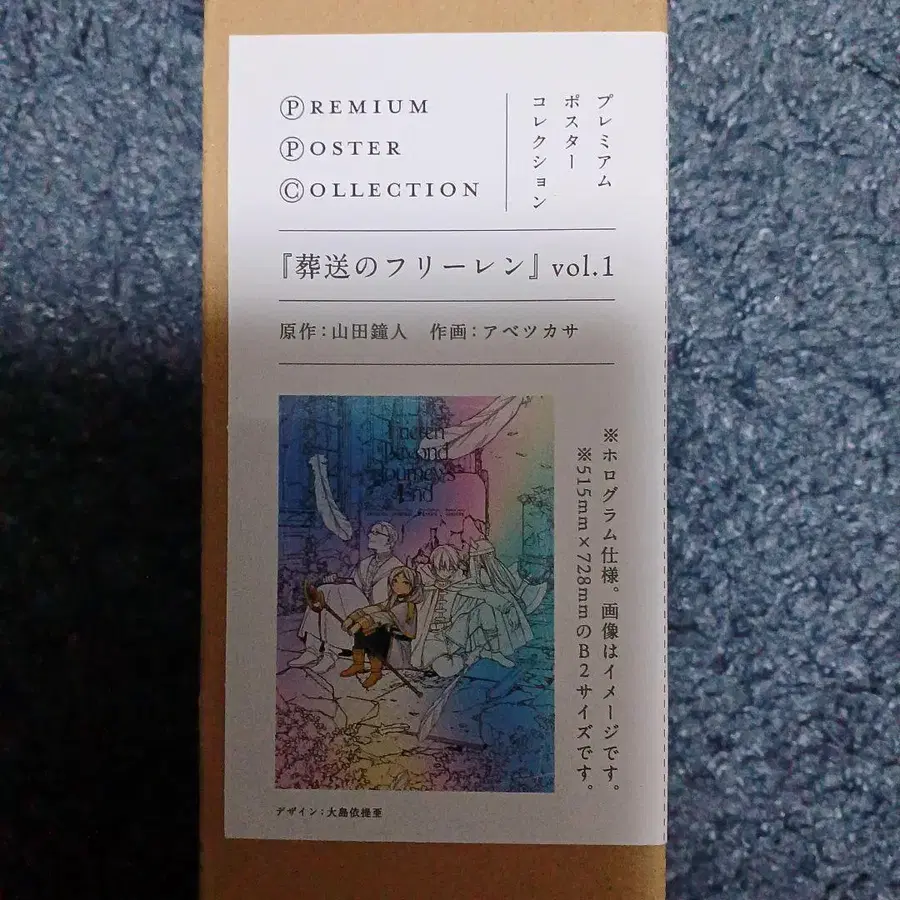 PREMIUM
POSTER
COLLECTION
プレミアム
ポスター
コレクション
『葬送のフリーレン』vol.1
原作：山田鐘人　作画：アベツカサ
Frieren
Beyond
Journey's
End
※ホログラム仕様。画像はイメージです。
※515mm×728mmのB2サイズです。
デザイン：大島依提亜